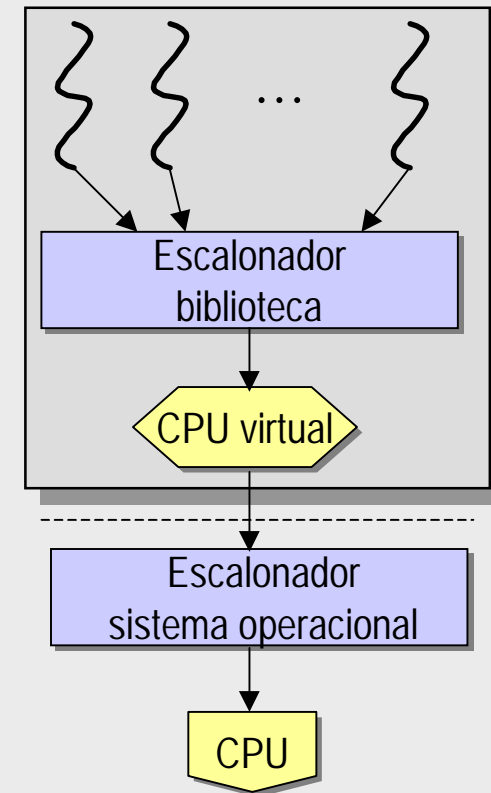 ...
Escalonador
biblioteca
CPU virtual
Escalonador
sistema operacional
CPU